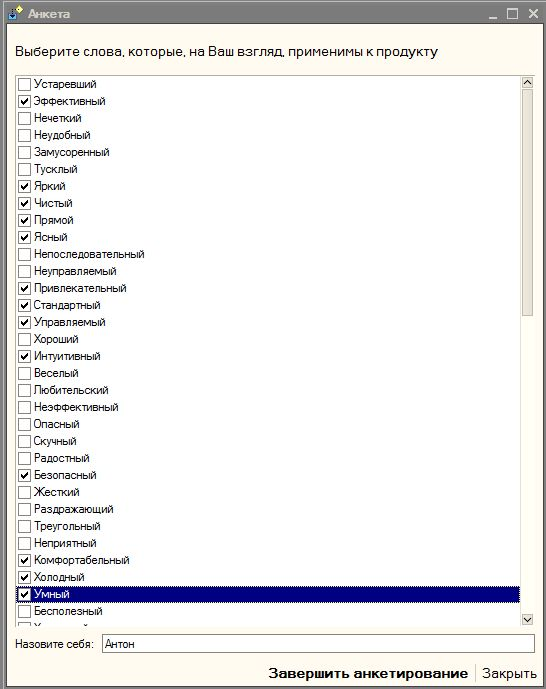 Анкета
Выберите слова, которые, на Ваш взгляд, применимы к продукту
Устаревший
Эффективный
Нечеткий
Неудобный
Замусоренный
Тусклый
Яркий
Чистый
Прямой
Ясный
Непоследовательный
Неуправляемый
Привлекательный
Стандартный
Управляемый
Хороший
Интуитивный
Веселый
Любительский
Неэффективный
Опасный
Скучный
Радостный
Безопасный
Жесткий
Раздражающий
Треугольный
Неприятный
Комфортабельный
Холодный
Умный
Бесполезный
Назовите себя: Антон
Завершить анкетирование Закрыть